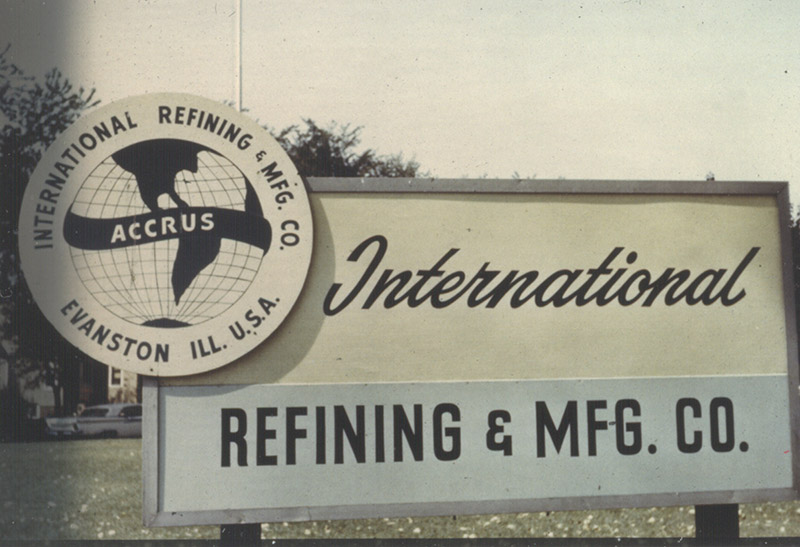 INTERNATIONAL REFINING & MFG. CO.
ACCRUS
EVANSTON ILL. U.S.A.
International
REFINING & MFG. CO.